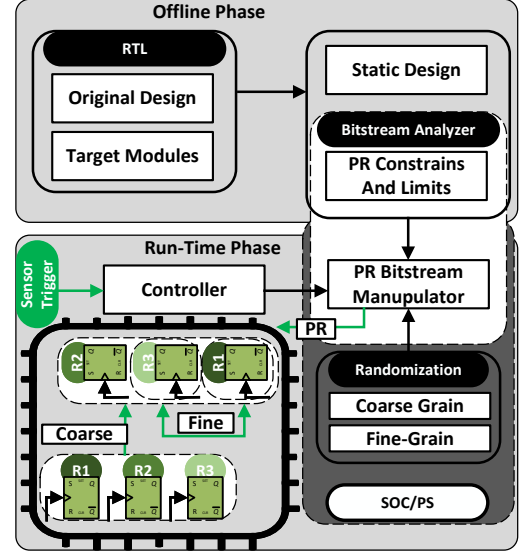 Offline Phase
RTL
Original Design
Target Modules
Static Design
Bitstream Analyzer
PR Constrains
And Limits
Run-Time Phase
Sensor
Trigger
Controller
PR Bitstream
Manupulator
PR
R2
R3
R1
Coarse
Fine
R1
R2
R3
Randomization
Coarse Grain
Fine-Grain
SOC/PS